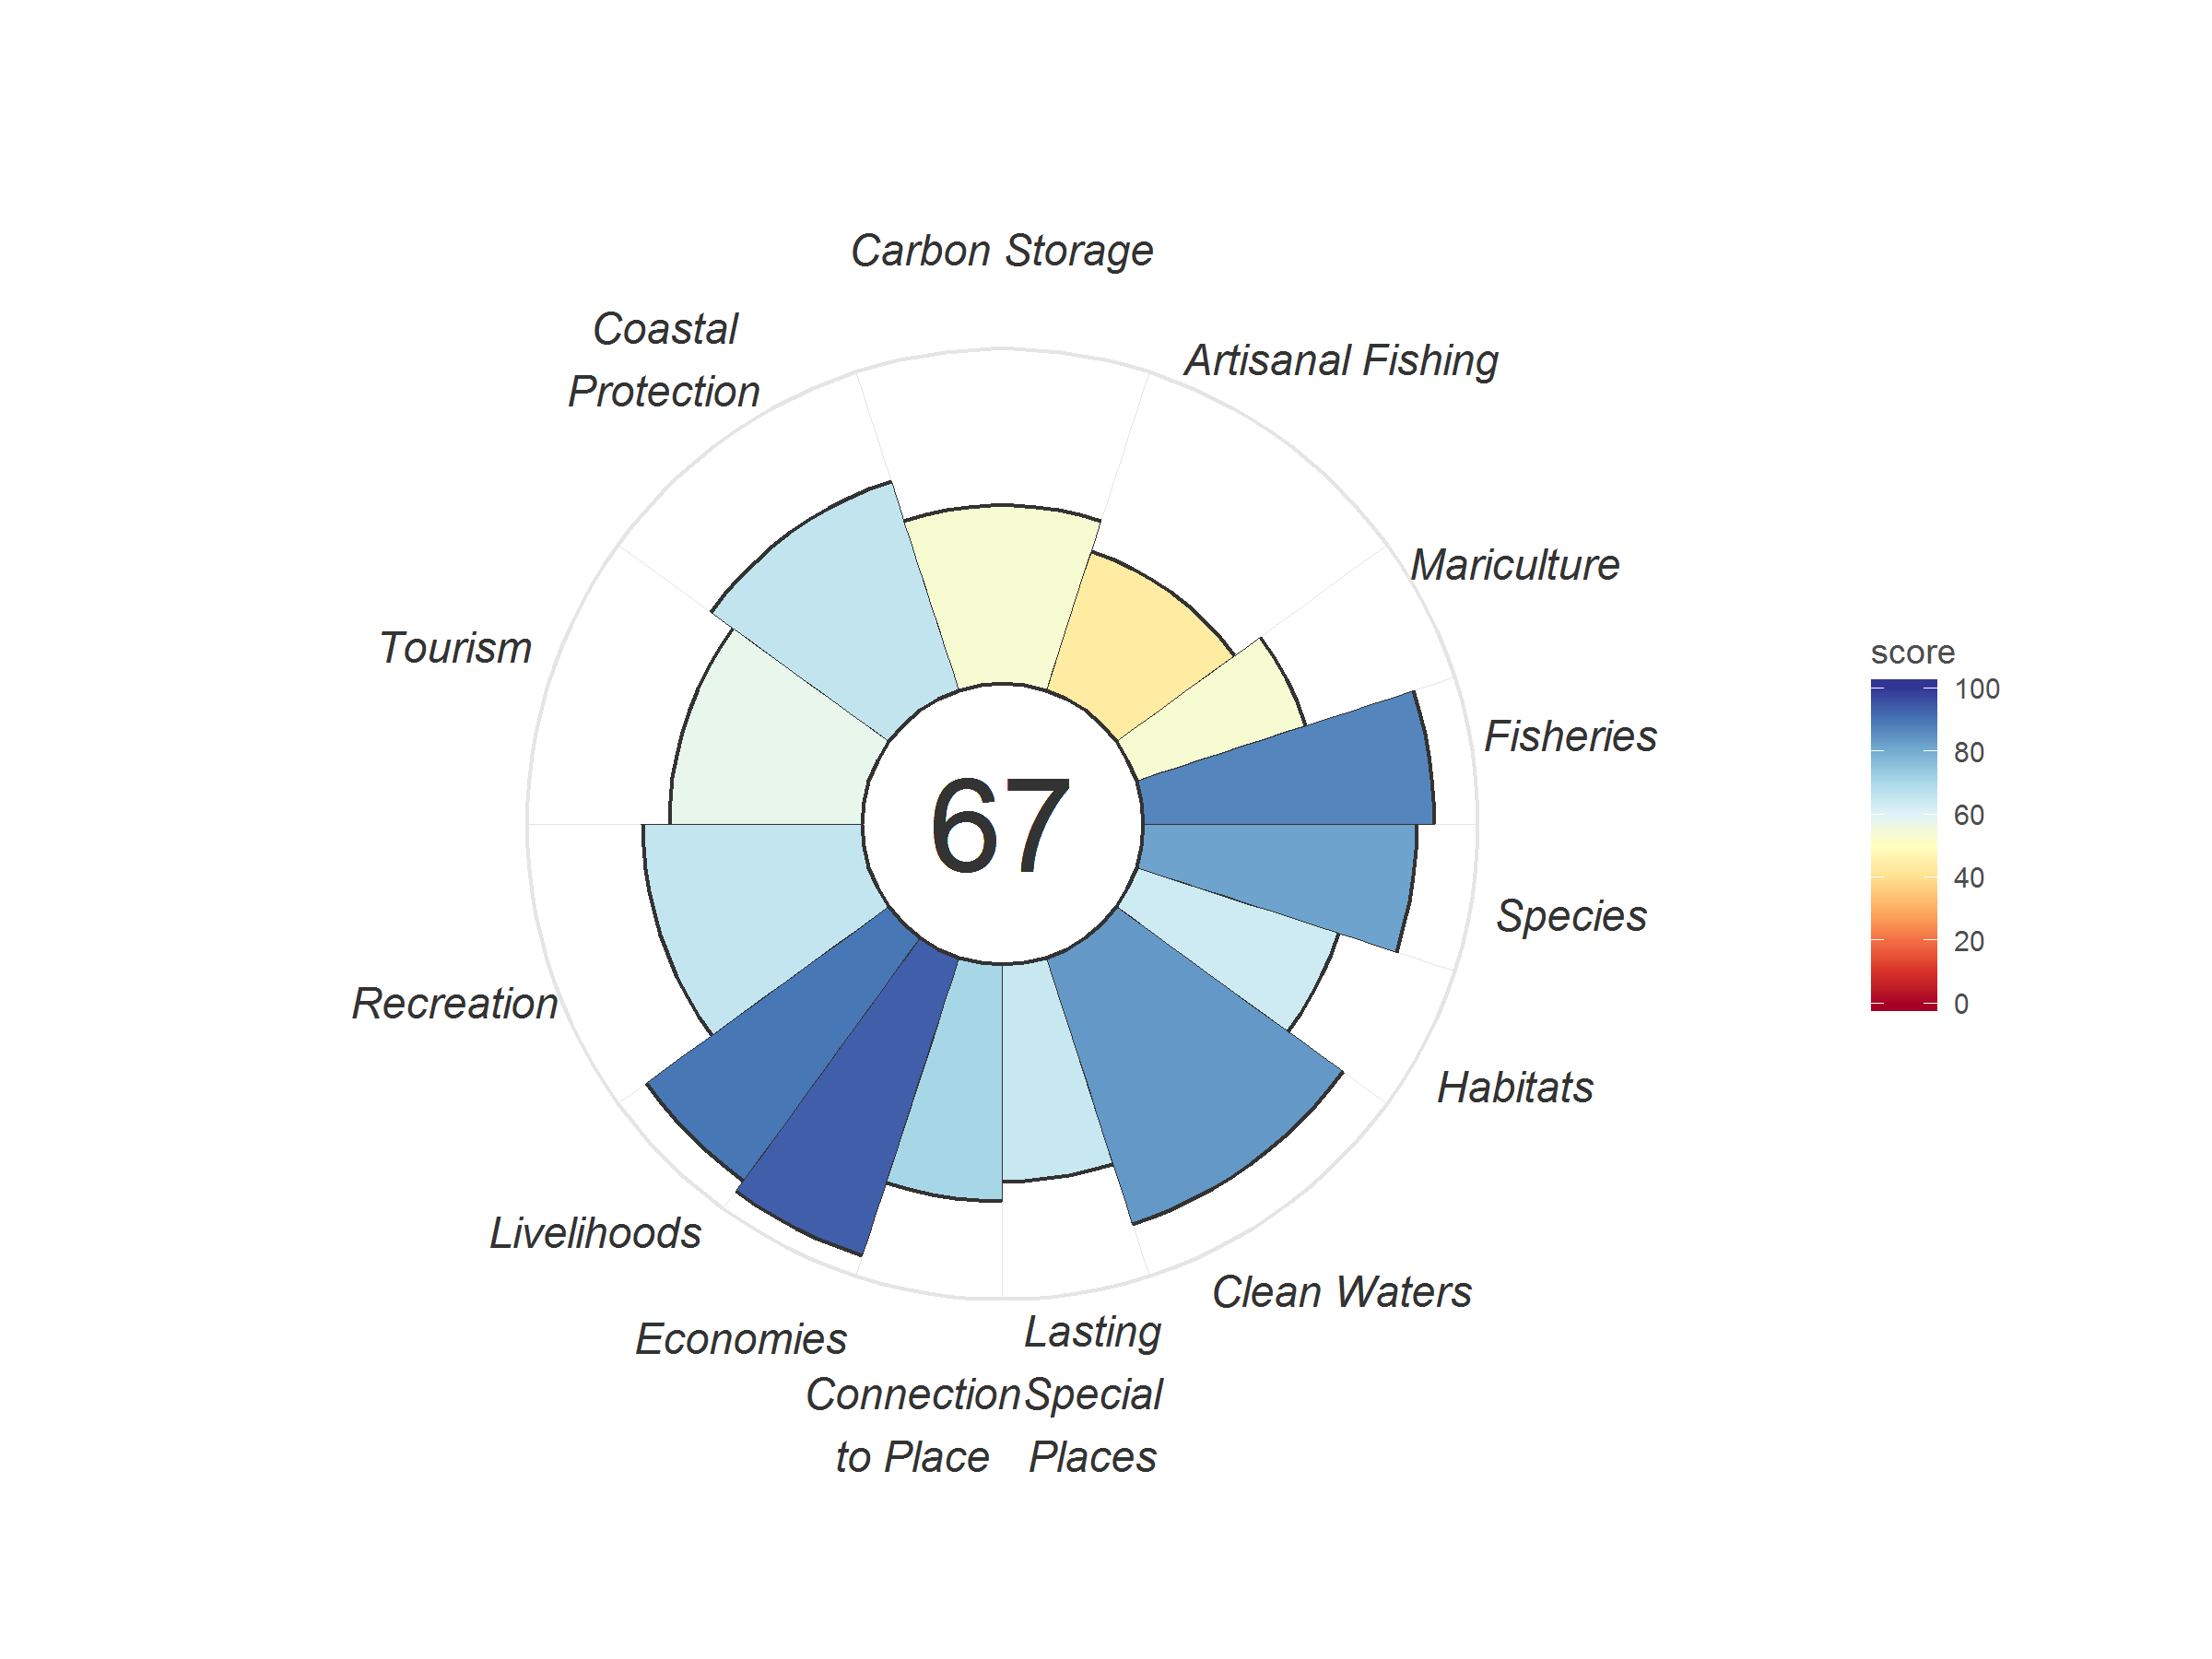 Carbon Storage
Coastal
Protection
Artisanal Fishing
Mariculture
Tourism
Fisheries
67
Species
Recreation
Habitats
Livelihoods
Clean Waters
Economies
Lasting
Special
Places
Connection
to Place
score
100
80
60
40
20
0